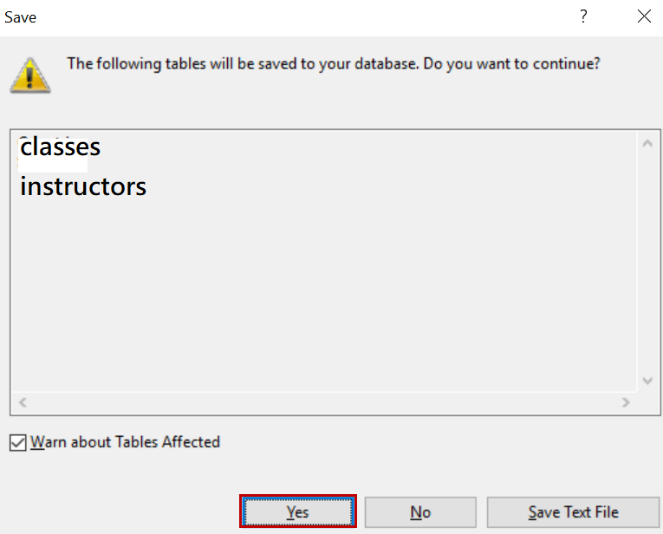 Save
?
The following tables will be saved to your database. Do you want to continue?
classes
instructors
Warn about Tables Affected
Yes No Save Text File